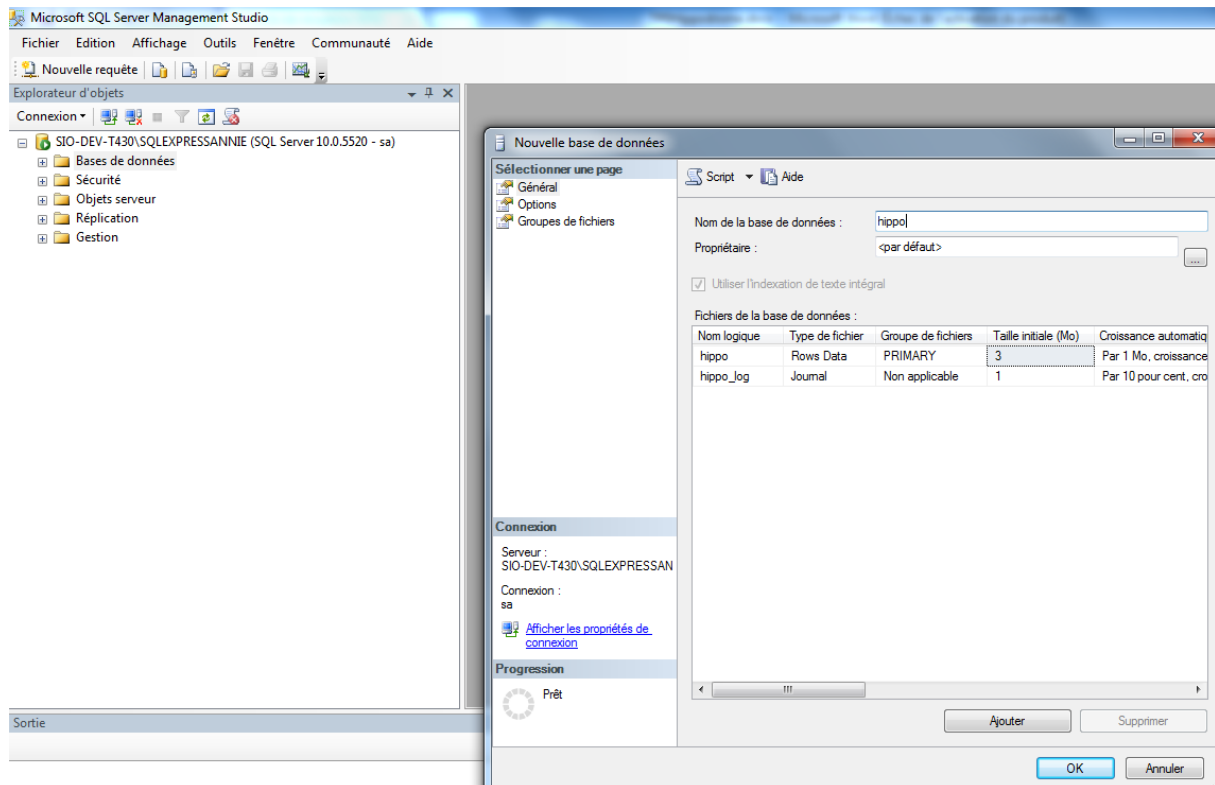 Microsoft SQL Server Management Studio
Fichier Edition Affichage Outils Fenêtre Communauté Aide
Nouvelle requête
Explorateur d'objets
Connexion
SIO-DEV-T430\SQLEXPRESSANNIE (SQL Server 10.0.5520 - sa)
Bases de données
Sécurité
Objets serveur
Réplication
Gestion
Sortie
Nouvelle base de données
Sélectionner une page
Général
Options
Groupes de fichiers
Connexion
Serveur :
SIO-DEV-T430\SQLEXPRESSAN
Connexion :
sa
Afficher les propriétés de
connexion
Progression
Prêt
Script Aide
Nom de la base de données : hippo
Propriétaire : <par défaut>
...
Utiliser l'indexation de texte intégral
Fichiers de la base de données :
Nom logique Type de fichier Groupe de fichiers Taille initiale (Mo) Croissance automatiq
hippo Rows Data PRIMARY 3 Par 1 Mo, croissance
hippo_log Journal Non applicable 1 Par 10 pour cent, cro
Ajouter Supprimer
OK Annuler